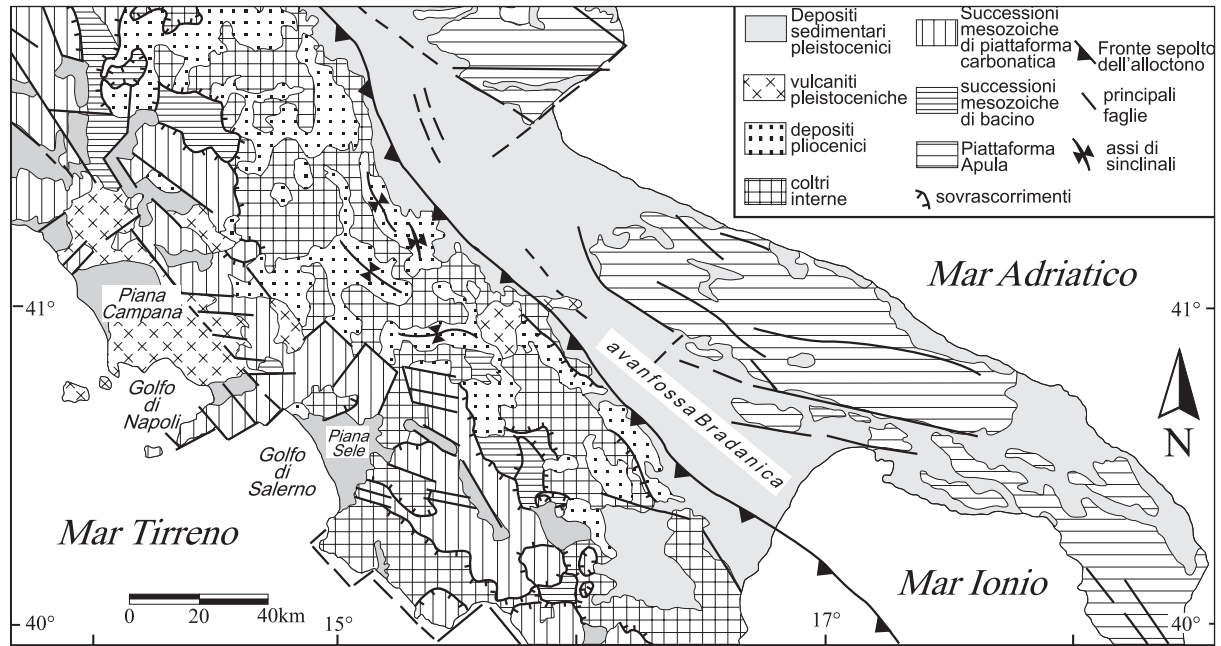 Depositi
sedimentari
pleistocenici
vulcaniti
pleistoceniche
depositi
pliocenici
coltri
interne
Successioni
mesozoiche
di piattaforma
carbonatica
successioni
mesozoiche
di bacino
Piattaforma
Apula
sovrascorrimenti
Fronte sepolto
dell'alloctono
principali
faglie
assi di
sinclinali
Mar Adriatico
41°
41°
Piana
Campana
avanfossa Bradanica
Golfo
di
Napoli
N
Piana
Sele
Golfo
di
Salerno
Mar Tirreno
Mar Ionio
0 20 40km
40°
15°
17°
40°